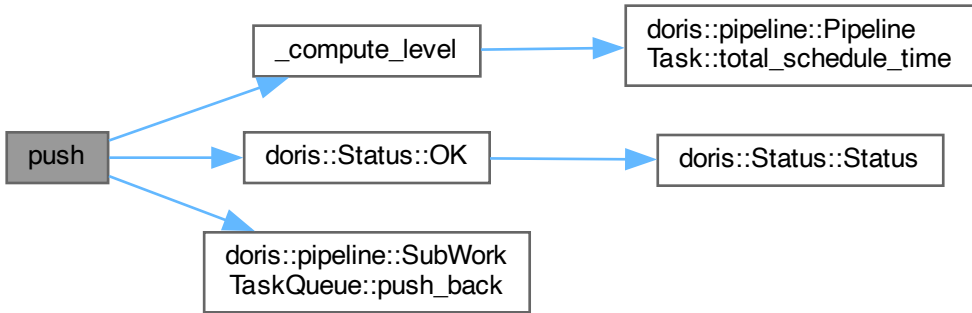 push
_compute_level
doris::pipeline::Pipeline
Task::total_schedule_time
doris::Status::OK
doris::Status::Status
doris::pipeline::SubWork
TaskQueue::push_back